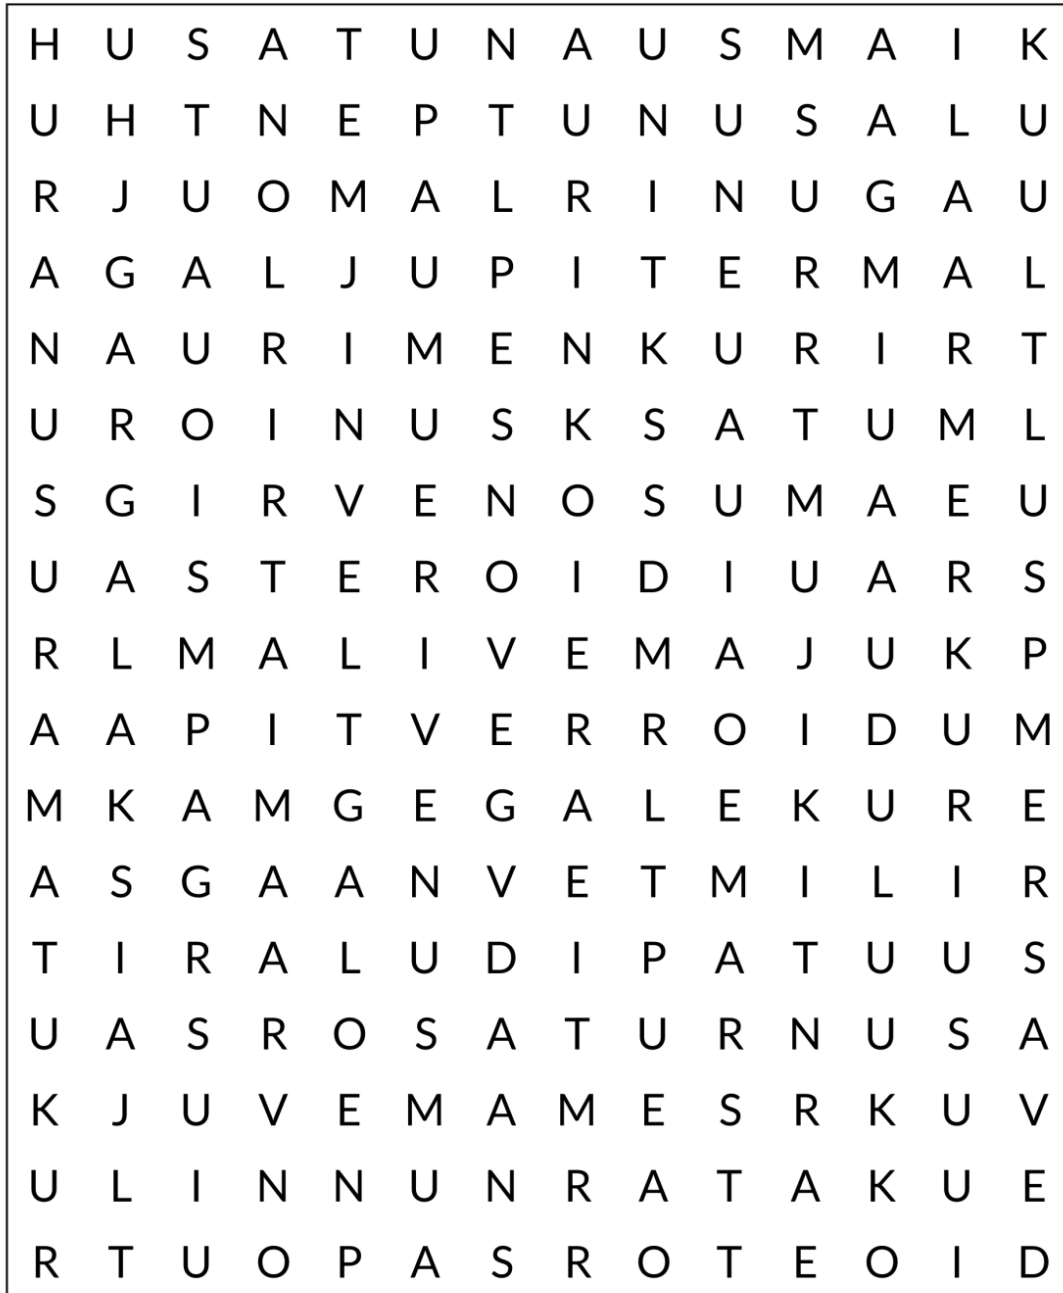 H U S A T U N A U S M A I K
U H T N E P T U N U S A L U
R J U O M A L R I N U G A U
A G A L J U P I T E R M A L
N A U R I M E N K U R I R T
U R O I N U S K S A T U M L
S G I R V E N O S U M A E U
U A S T E R O I D I U A R S
R L M A L I V E M A J U K P
A A P I T V E R R O I D U M
M K A M G E G A L E K U R E
A S G A A N V E T M I L I R
T I R A L U D I P A T U U S
U A S R O S A T U R N U S A
K J U V E M A M E S R K U V
U L I N N U N R A T A K U E
R T U O P A S R O T E O I D